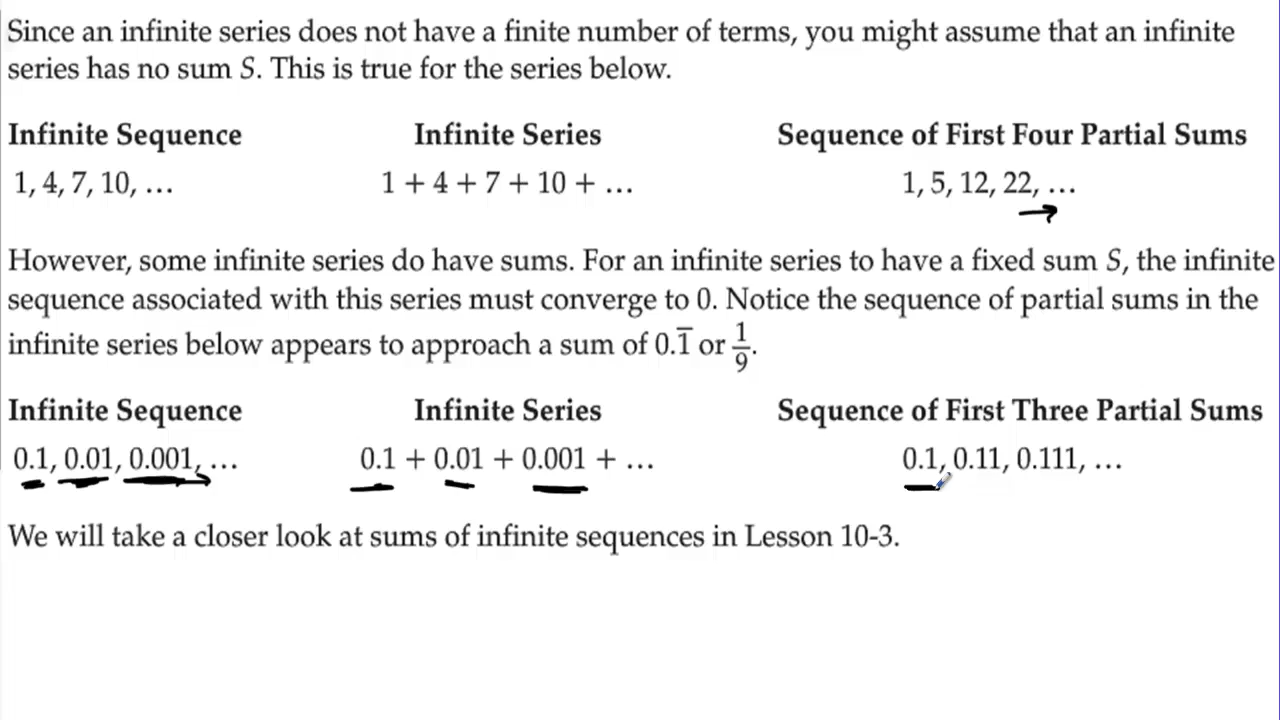 Since an infinite series does not have a finite number of terms, you might assume that an infinite
series has no sum S. This is true for the series below.
Infinite Sequence Infinite Series Sequence of First Four Partial Sums
1, 4, 7, 10, … 1 + 4 + 7 + 10 + … 1, 5, 12, 22, …
However, some infinite series do have sums. For an infinite series to have a fixed sum S, the infinite
sequence associated with this series must converge to 0. Notice the sequence of partial sums in the
infinite series below appears to approach a sum of 0.1̅ or 1/9.
Infinite Sequence Infinite Series Sequence of First Three Partial Sums
0.1, 0.01, 0.001, … 0.1 + 0.01 + 0.001 + … 0.1, 0.11, 0.111, …
We will take a closer look at sums of infinite sequences in Lesson 10-3.